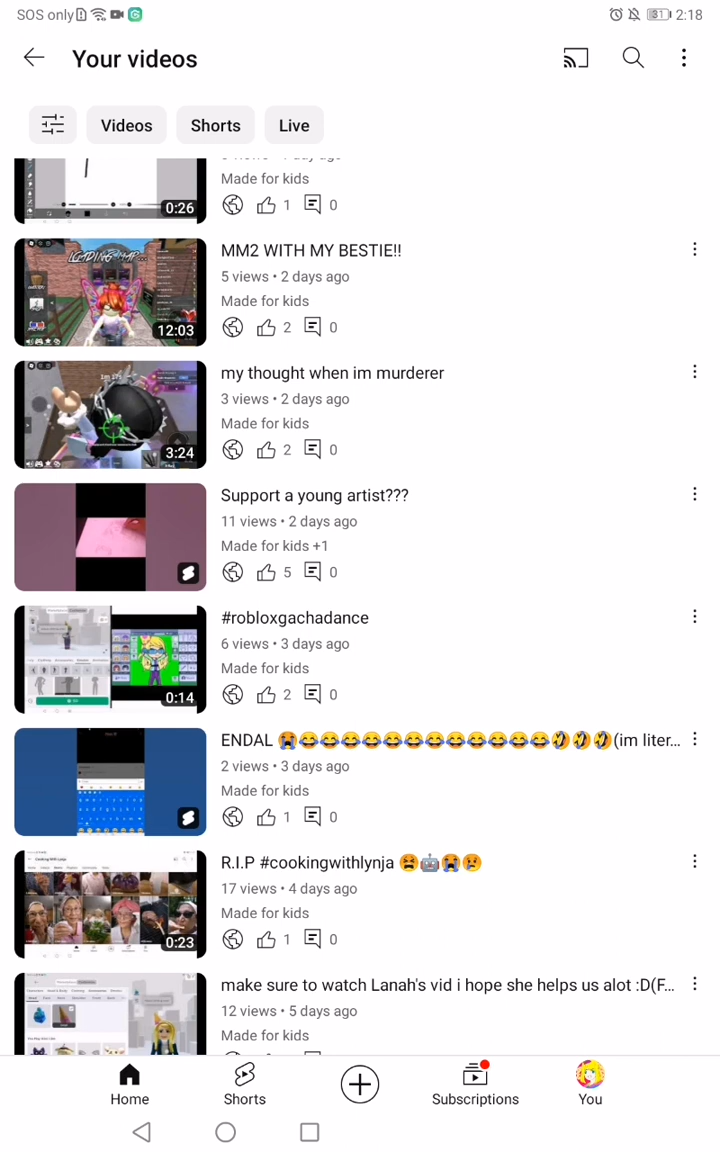 SOS only
31 2:18
Your videos
Videos Shorts Live
Made for kids
0:26
1 0
LOADING MAP...
MM2 WITH MY BESTIE!!
5 views • 2 days ago
Made for kids
12:03
2 0
my thought when im murderer
3 views • 2 days ago
Made for kids
3:24
2 0
Support a young artist???
11 views • 2 days ago
Made for kids +1
5 0
#robloxgachadance
6 views • 3 days ago
Made for kids
0:14
2 0
ENDAL 😭😂😂😂😂😂😂😂😂😂😂😂😂🤣🤣🤣(im liter...
2 views • 3 days ago
Made for kids
1 0
R.I.P #cookingwithlynja 😫🤖😭😢
17 views • 4 days ago
Made for kids
0:23
1 0
make sure to watch Lanah's vid i hope she helps us alot :D(F...
12 views • 5 days ago
Made for kids
Home Shorts Subscriptions You